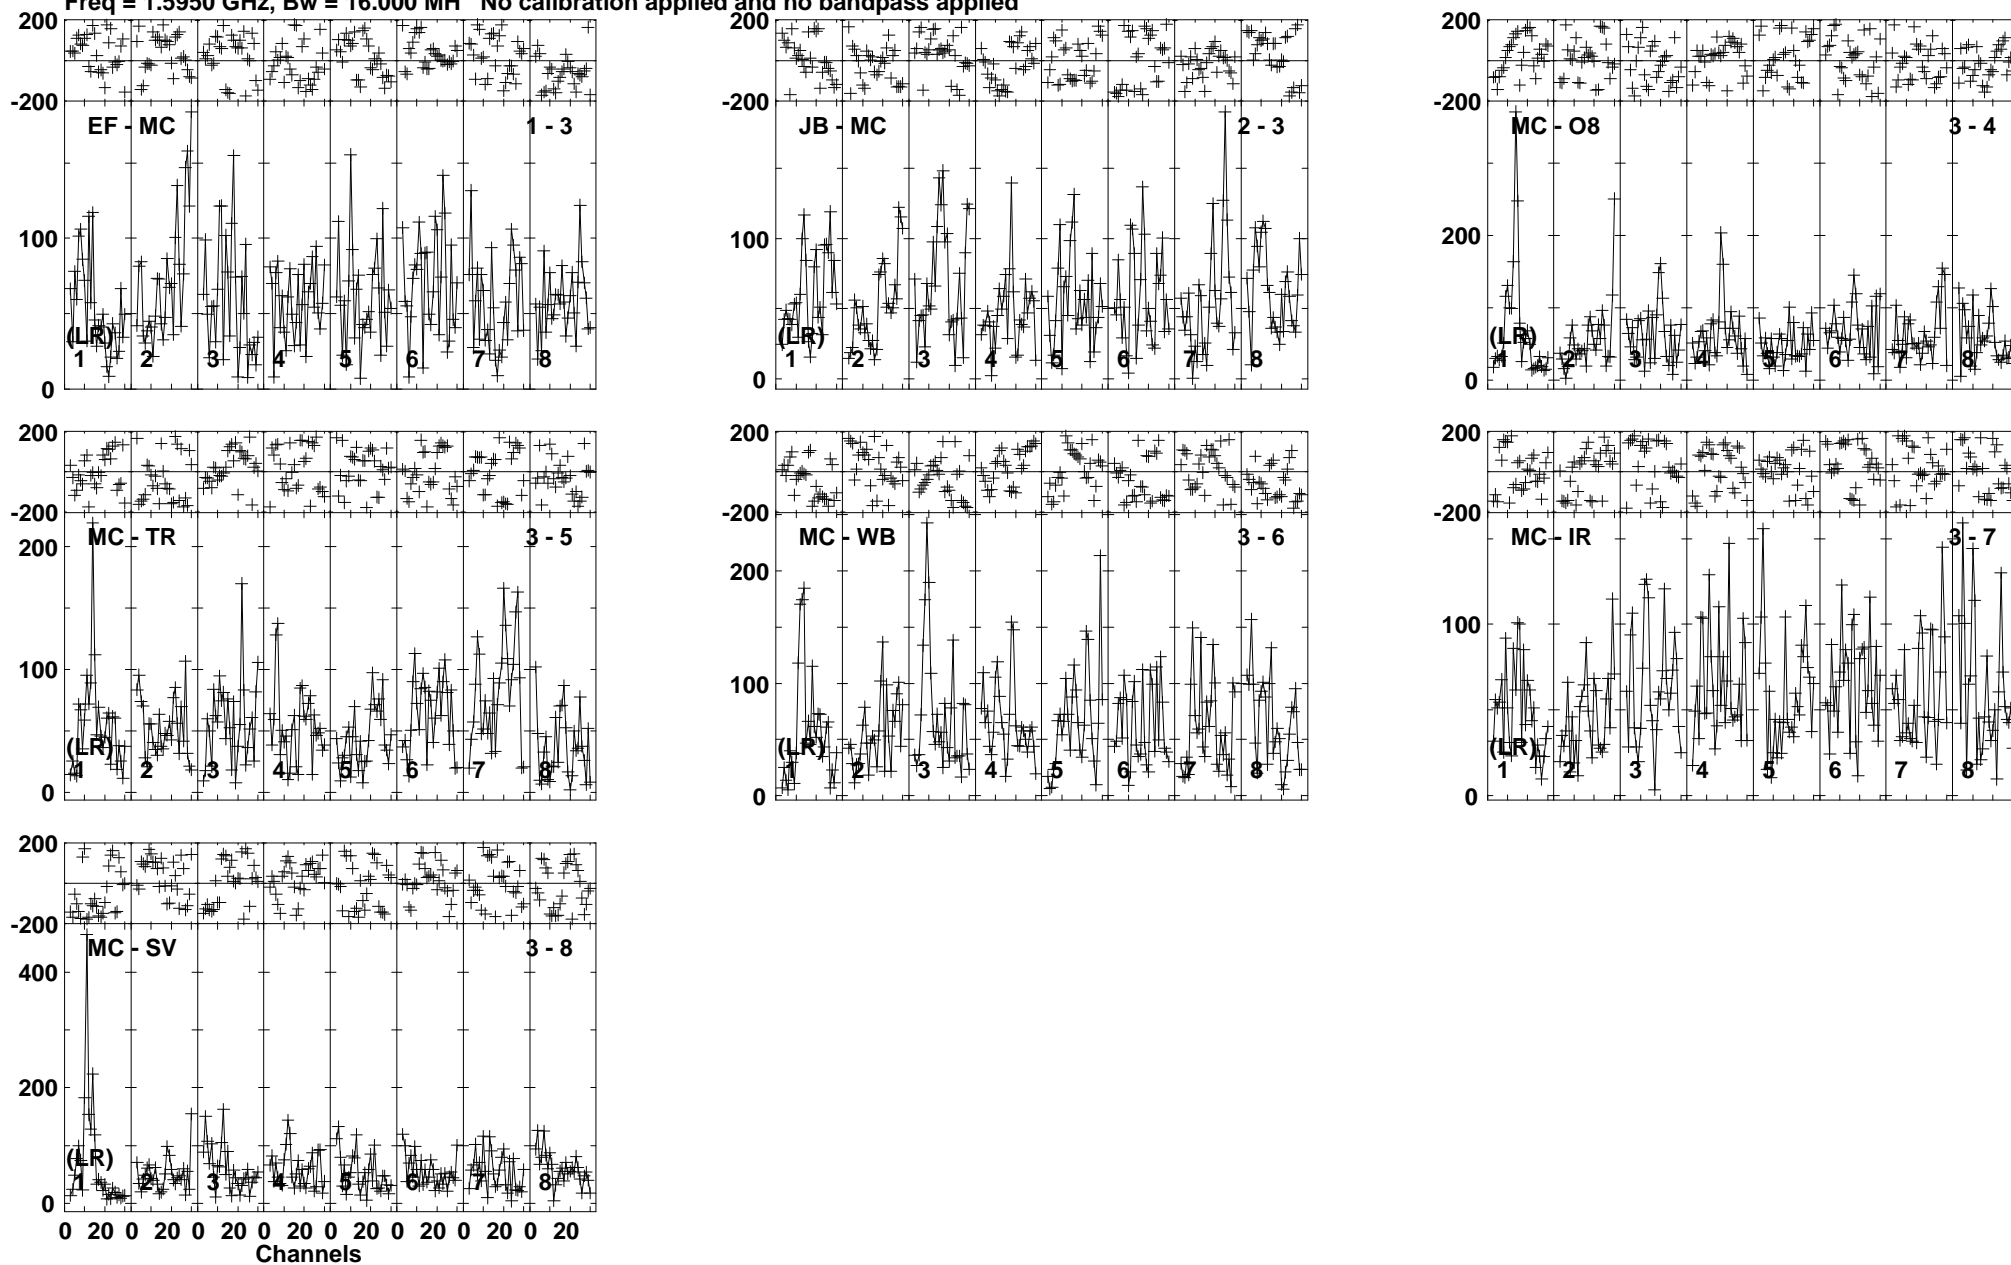 Freq = 1.5950 GHz, Bw = 16.000 MH No calibration applied and no bandpass applied
200
-200
EF - MC 1 - 3
100
0
(LR)
1 2 3 4 5 6 7 8
200
-200
JB - MC 2 - 3
100
0
(LR)
1 2 3 4 5 6 7 8
200
-200
MC - O8 3 - 4
200
0
(LR)
1 2 3 4 5 6 7 8
200
-200
MC - TR 3 - 5
200
100
0
(LR)
1 2 3 4 5 6 7 8
200
-200
MC - WB 3 - 6
200
100
0
(LR)
1 2 3 4 5 6 7 8
200
-200
MC - IR 3 - 7
100
0
(LR)
1 2 3 4 5 6 7 8
200
-200
MC - SV 3 - 8
400
200
0
(LR)
1 2 3 4 5 6 7 8
0 20 0 20 0 20 0 20 0 20 0 20 0 20 0 20
Channels